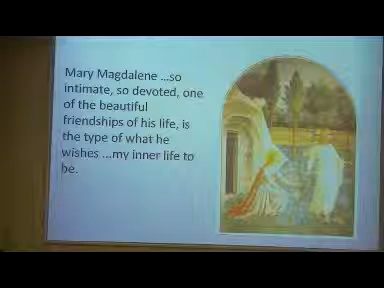 Mary Magdalene ...so
intimate, so devoted, one
of the beautiful
friendships of his life, is
the type of what he
wishes ...my inner life to
be.